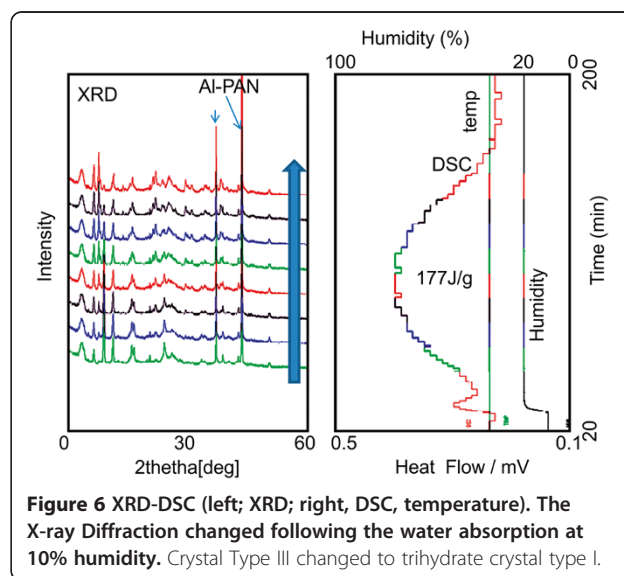 Humidity (%)
100 20 0
XRD
Al-PAN
temp
200
DSC
Intensity
177J/g
Humidity
Time (min)
20
0 30 60
2thetha[deg]
0.5 0.1
Heat Flow / mV
Figure 6 XRD-DSC (left; XRD; right, DSC, temperature). The
X-ray Diffraction changed following the water absorption at
10% humidity. Crystal Type III changed to trihydrate crystal type I.